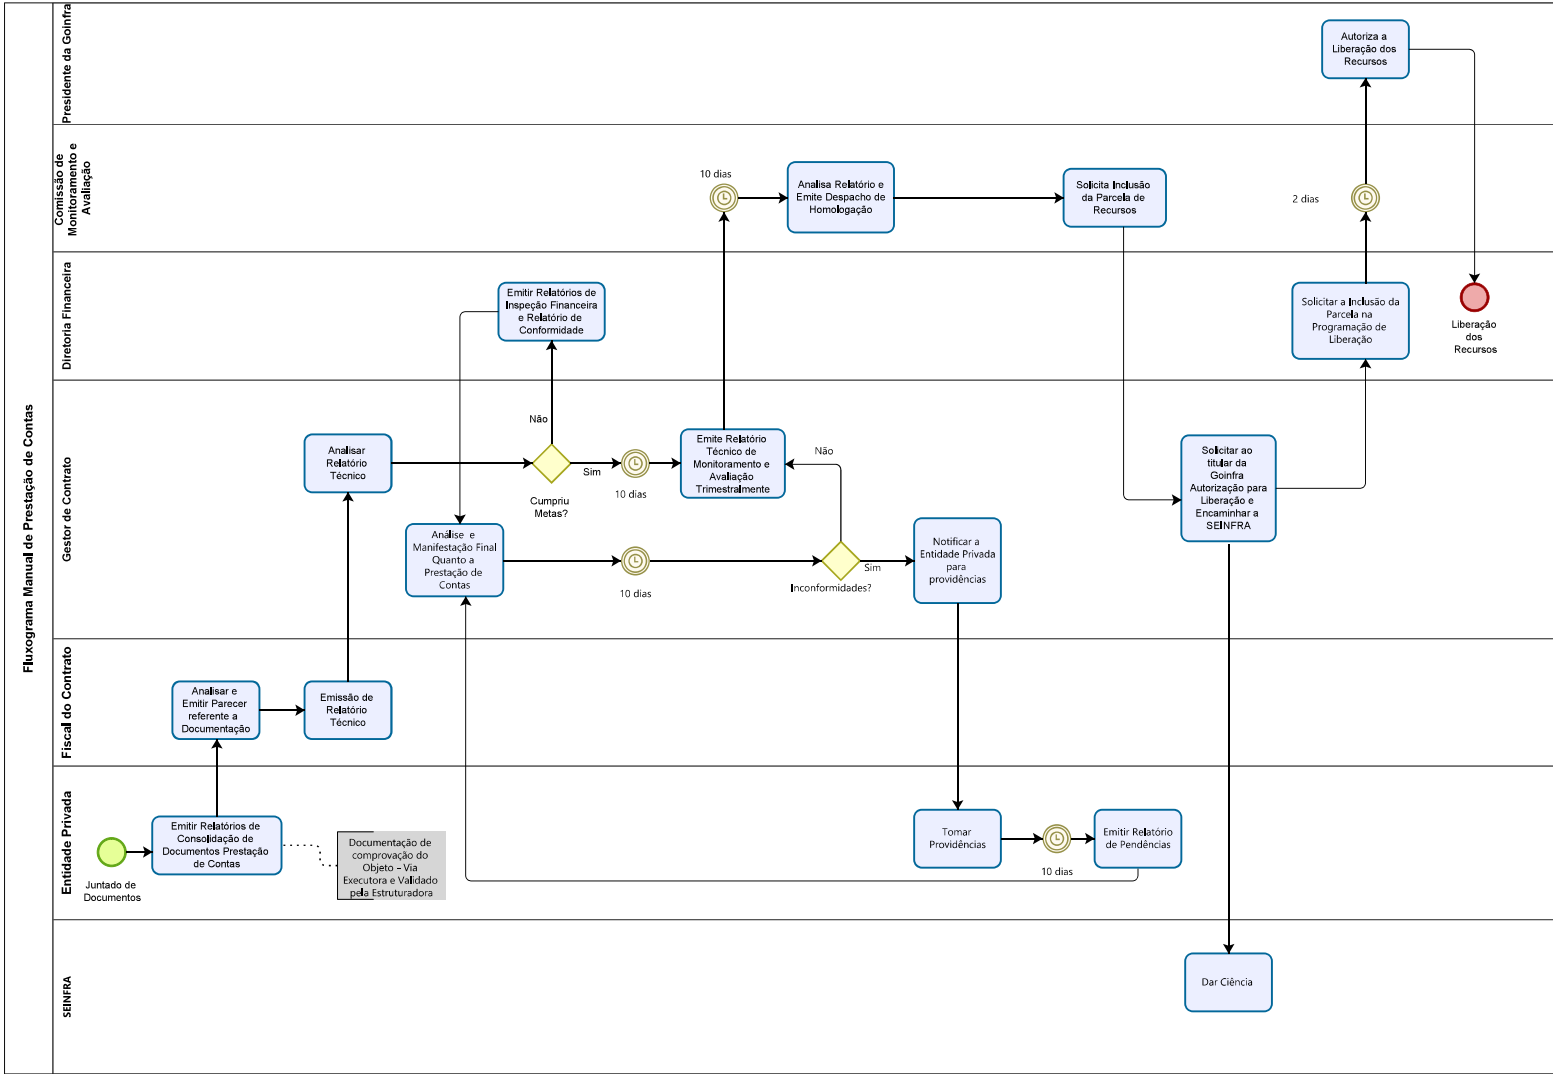 Fluxograma Manual de Prestação de Contas
Presidente da Goinfra
Autoriza a
Liberação dos
Recursos
Comissão de
Monitoramento e
Avaliação
10 dias
Analisa Relatório e
Emite Despacho de
Homologação
Solicita Inclusão
da Parcela de
Recursos
2 dias
Diretoria Financeira
Emitir Relatórios de
Inspeção Financeira
e Relatório de
Conformidade
Solicitar a Inclusão da
Parcela na
Programação de
Liberação
Liberação
dos
Recursos
Gestor de Contrato
Analisar
Relatório
Técnico
Não
Cumpriu
Metas?
Sim
10 dias
Emite Relatório
Técnico de
Monitoramento e
Avaliação
Trimestralmente
Não
Solicitar ao
titular da
Goinfra
Autorização para
Liberação e
Encaminhar a
SEINFRA
Análise e
Manifestação Final
Quanto a
Prestação de
Contas
10 dias
Inconformidades?
Sim
Notificar a
Entidade Privada
para
providências
Fiscal do Contrato
Analisar e
Emitir Parecer
referente a
Documentação
Emissão de
Relatório
Técnico
Entidade Privada
Juntado de
Documentos
Emitir Relatórios de
Consolidação de
Documentos Prestação
de Contas
Documentação de
comprovação do
Objeto – Via
Executora e Validado
pela Estruturadora
Tomar
Providências
10 dias
Emitir Relatório
de Pendências
SEINFRA
Dar Ciência